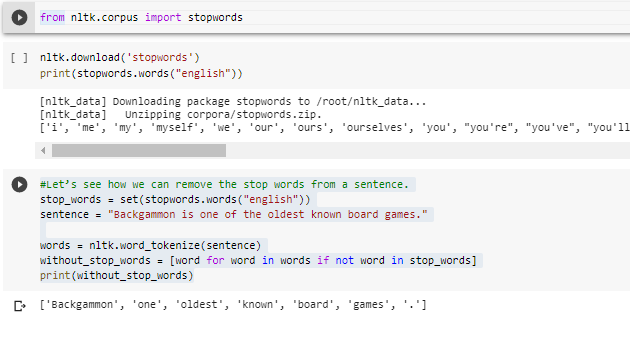 from nltk.corpus import stopwords
[ ] nltk.download('stopwords')
print(stopwords.words("english"))
[nltk_data] Downloading package stopwords to /root/nltk_data...
[nltk_data]   Unzipping corpora/stopwords.zip.
['i', 'me', 'my', 'myself', 'we', 'our', 'ours', 'ourselves', 'you', "you're", "you've", "you'll
#Let's see how we can remove the stop words from a sentence.
stop_words = set(stopwords.words("english"))
sentence = "Backgammon is one of the oldest known board games."
words = nltk.word_tokenize(sentence)
without_stop_words = [word for word in words if not word in stop_words]
print(without_stop_words)
['Backgammon', 'one', 'oldest', 'known', 'board', 'games', '.']